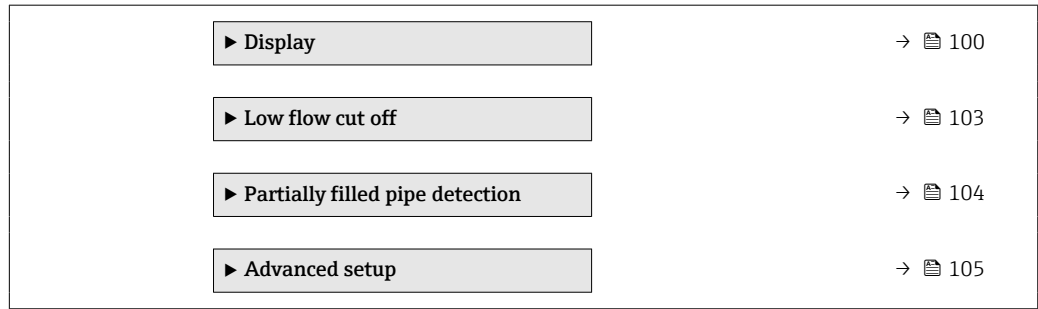 ▶ Display → 100
▶ Low flow cut off → 103
▶ Partially filled pipe detection → 104
▶ Advanced setup → 105